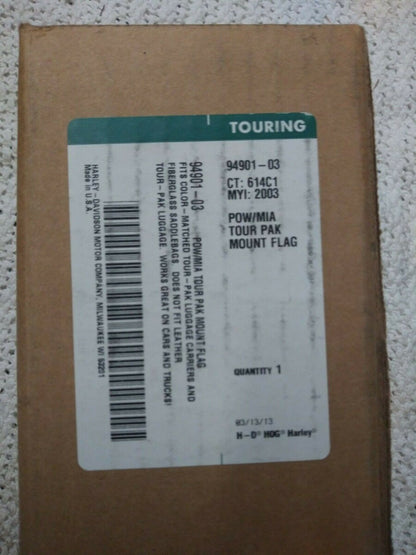 TOURING
94901-03
CT: 614C1
MYI: 2003
POW/MIA
TOUR PAK
MOUNT FLAG
QUANTITY 1
03/13/13
H-D® HOG® Harley®
94901-03 POW/MIA TOUR PAK MOUNT FLAG
FITS COLOR-MATCHED TOUR-PAK LUGGAGE CARRIERS AND
FIBERGLASS SADDLEBAGS. DOES NOT FIT LEATHER
TOUR-PAK LUGGAGE. WORKS GREAT ON CARS AND TRUCKS!
HARLEY-DAVIDSON MOTOR COMPANY, MILWAUKEE WI 53201
Made in U.S.A.